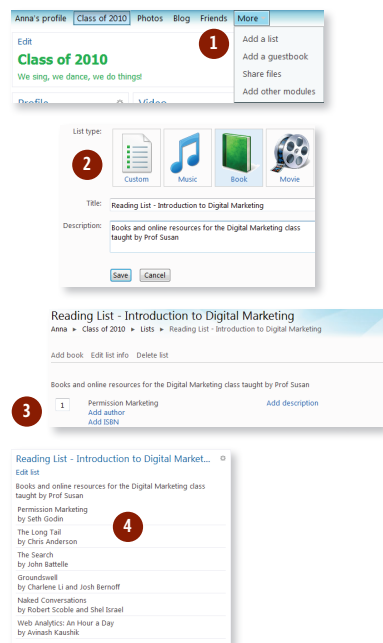 Anna's profile Class of 2010 Photos Blog Friends More
Edit
Class of 2010
We sing, we dance, we do things!
1
Add a list
Add a guestbook
Share files
Add other modules
Profile Video
List type:
2
Custom Music Book Movie
Title: Reading List - Introduction to Digital Marketing
Description: Books and online resources for the Digital Marketing class
taught by Prof Susan
Save Cancel
Reading List - Introduction to Digital Marketing
Anna ► Class of 2010 ► Lists ► Reading List - Introduction to Digital Marketing
Add book Edit list info Delete list
Books and online resources for the Digital Marketing class taught by Prof Susan
3
1 Permission Marketing Add description
Add author
Add ISBN
Reading List - Introduction to Digital Market...
Edit list
Books and online resources for the Digital Marketing class
taught by Prof Susan
Permission Marketing
by Seth Godin
4
The Long Tail
by Chris Anderson
The Search
by John Battelle
Groundswell
by Charlene Li and Josh Bernoff
Naked Conversations
by Robert Scoble and Shel Israel
Web Analytics: An Hour a Day
by Avinash Kaushik